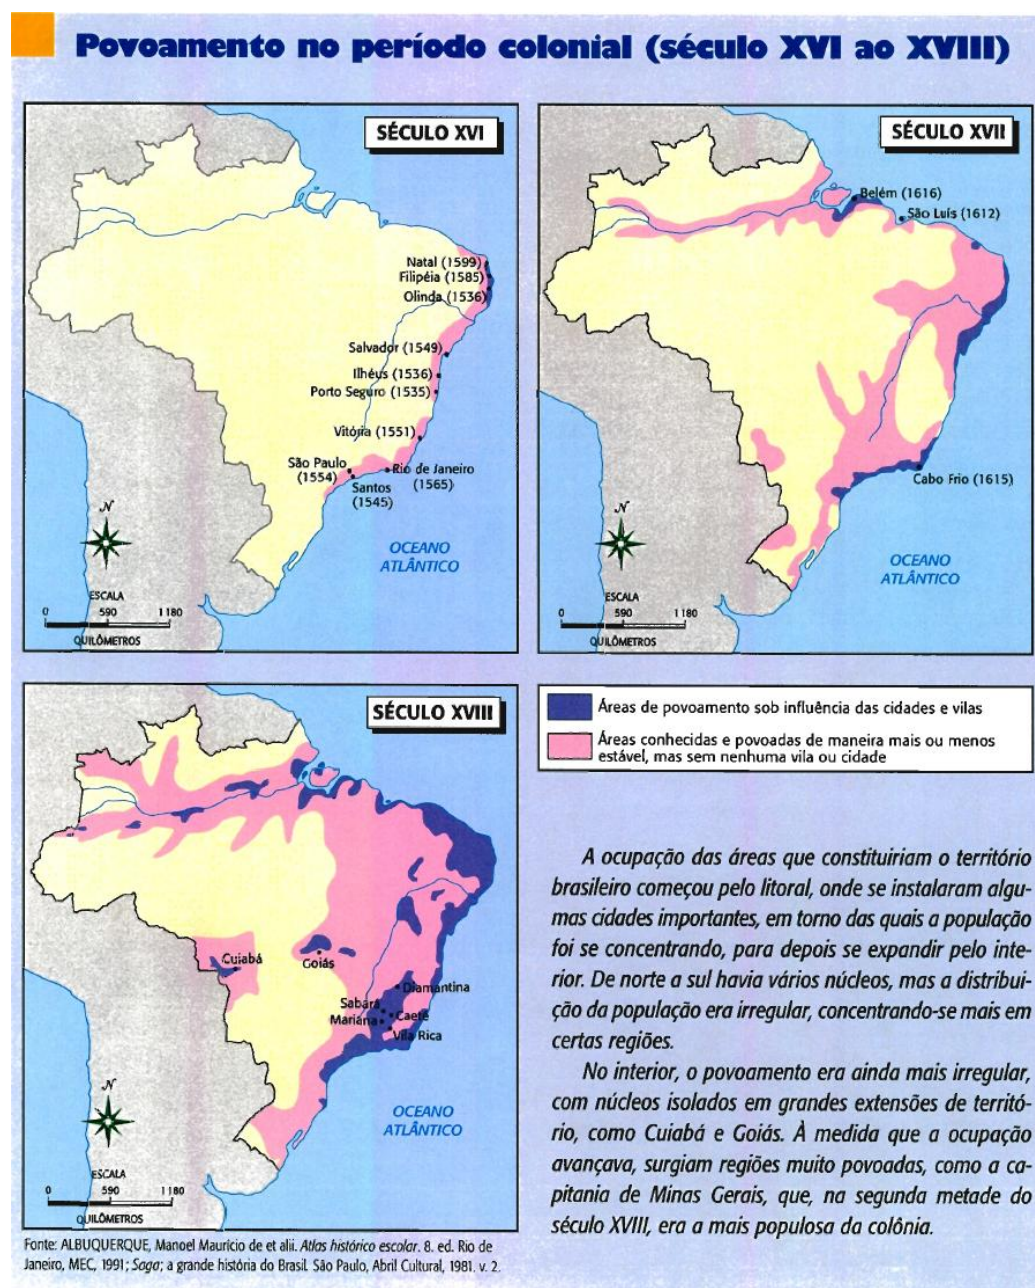 Povoamento no período colonial (século XVI ao XVIII)
SÉCULO XVI
Natal (1599)
Filipéia (1585)
Olinda (1536)
Salvador (1549)
Ilhéus (1536)
Porto Seguro (1535)
Vitória (1551)
São Paulo
(1554)
Rio de Janeiro
(1565)
Santos
(1545)
N
OCEANO
ATLÂNTICO
ESCALA
0 590 1 180
QUILÔMETROS
SÉCULO XVII
Belém (1616)
São Luís (1612)
Cabo Frio (1615)
N
OCEANO
ATLÂNTICO
ESCALA
0 590 1 180
QUILÔMETROS
SÉCULO XVIII
Cuiabá
Goiás
Diamantina
Sabará
Caeté
Mariana
Vila Rica
N
OCEANO
ATLÂNTICO
ESCALA
0 590 1 180
QUILÔMETROS
Áreas de povoamento sob influência das cidades e vilas
Áreas conhecidas e povoadas de maneira mais ou menos
estável, mas sem nenhuma vila ou cidade
A ocupação das áreas que constituiriam o território
brasileiro começou pelo litoral, onde se instalaram algu-
mas cidades importantes, em torno das quais a população
foi se concentrando, para depois se expandir pelo inte-
rior. De norte a sul havia vários núcleos, mas a distribui-
ção da população era irregular, concentrando-se mais em
certas regiões.
No interior, o povoamento era ainda mais irregular,
com núcleos isolados em grandes extensões de territó-
rio, como Cuiabá e Goiás. À medida que a ocupação
avançava, surgiam regiões muito povoadas, como a ca-
pitania de Minas Gerais, que, na segunda metade do
século XVIII, era a mais populosa da colônia.
Fonte: ALBUQUERQUE, Manoel Maurício de et alii. Atlas histórico escolar. 8. ed. Rio de
Janeiro, MEC, 1991; Saga; a grande história do Brasil. São Paulo, Abril Cultural, 1981. v. 2.